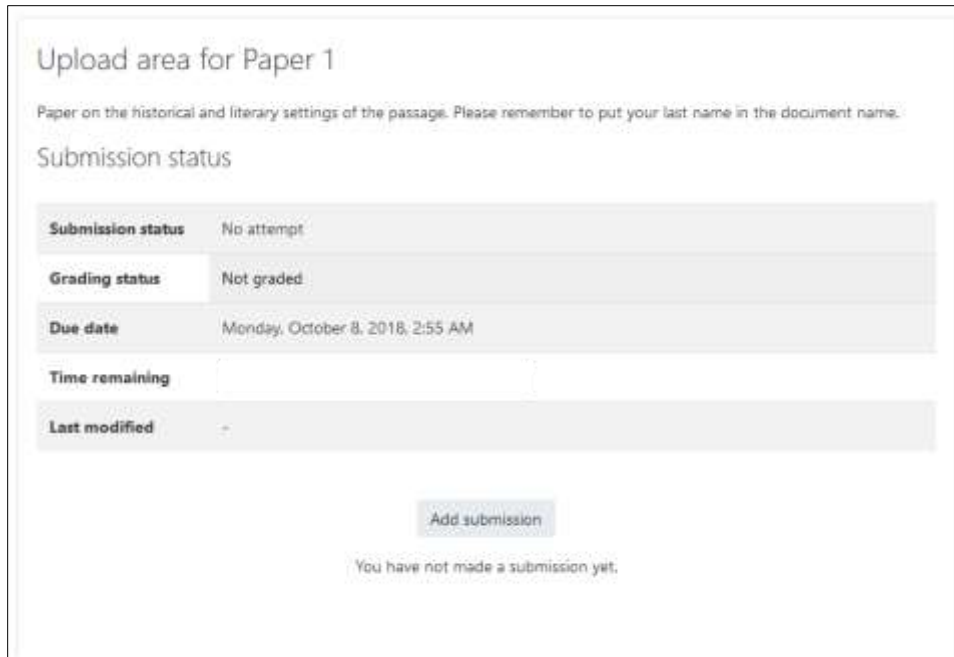 Upload area for Paper 1
Paper on the historical and literary settings of the passage. Please remember to put your last name in the document name.
Submission status
Submission status No attempt
Grading status Not graded
Due date Monday, October 8, 2018, 2:55 AM
Time remaining
Last modified -
Add submission
You have not made a submission yet.